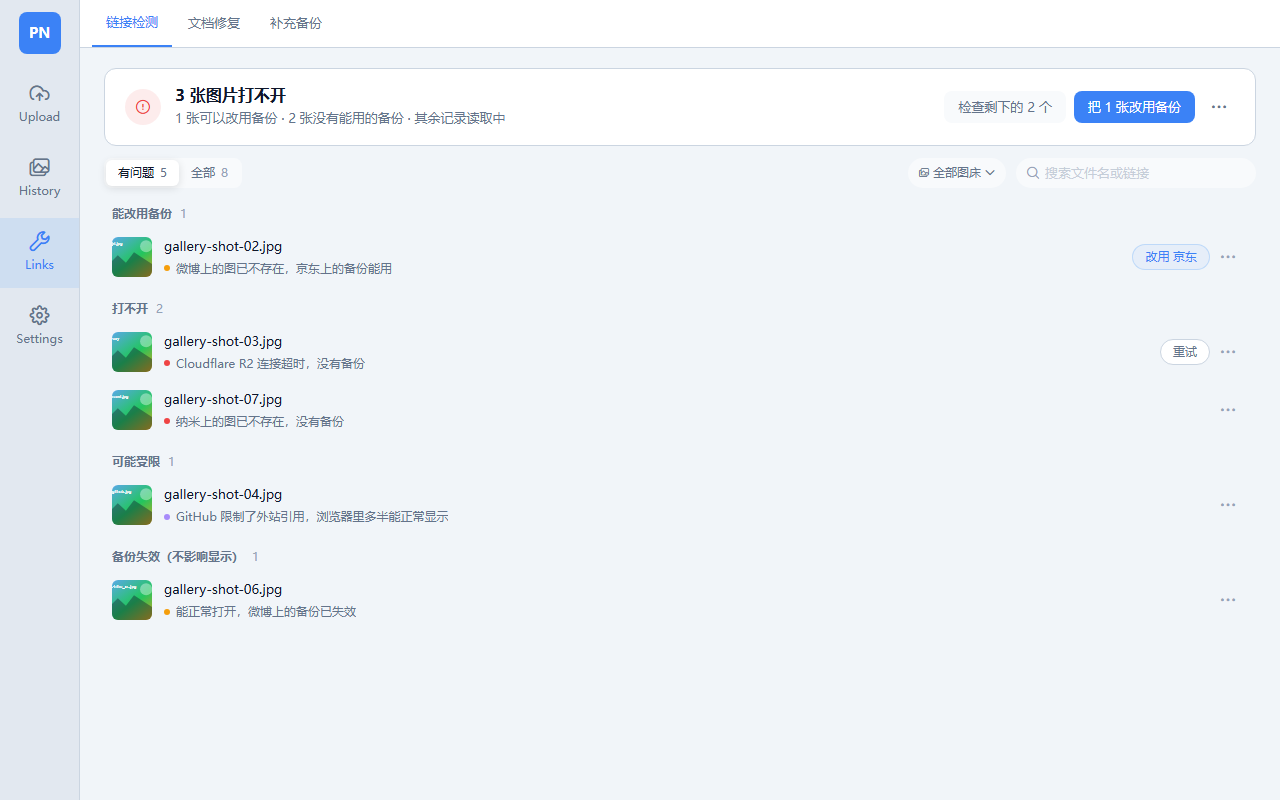 PN
Upload
History
Links
Settings
链接检测
文档修复
补充备份
3 张图片打不开
1 张可以改用备份 · 2 张没有能用的备份 · 其余记录读取中
检查剩下的 2 个
把 1 张改用备份
有问题 5
全部 8
全部图床
搜索文件名或链接
能改用备份 1
gallery-shot-02.jpg
微博上的图已不存在，京东上的备份能用
改用 京东
打不开 2
gallery-shot-03.jpg
Cloudflare R2 连接超时，没有备份
重试
gallery-shot-07.jpg
纳米上的图已不存在，没有备份
可能受限 1
gallery-shot-04.jpg
GitHub 限制了外站引用，浏览器里多半能正常显示
备份失效（不影响显示） 1
gallery-shot-06.jpg
能正常打开，微博上的备份已失效